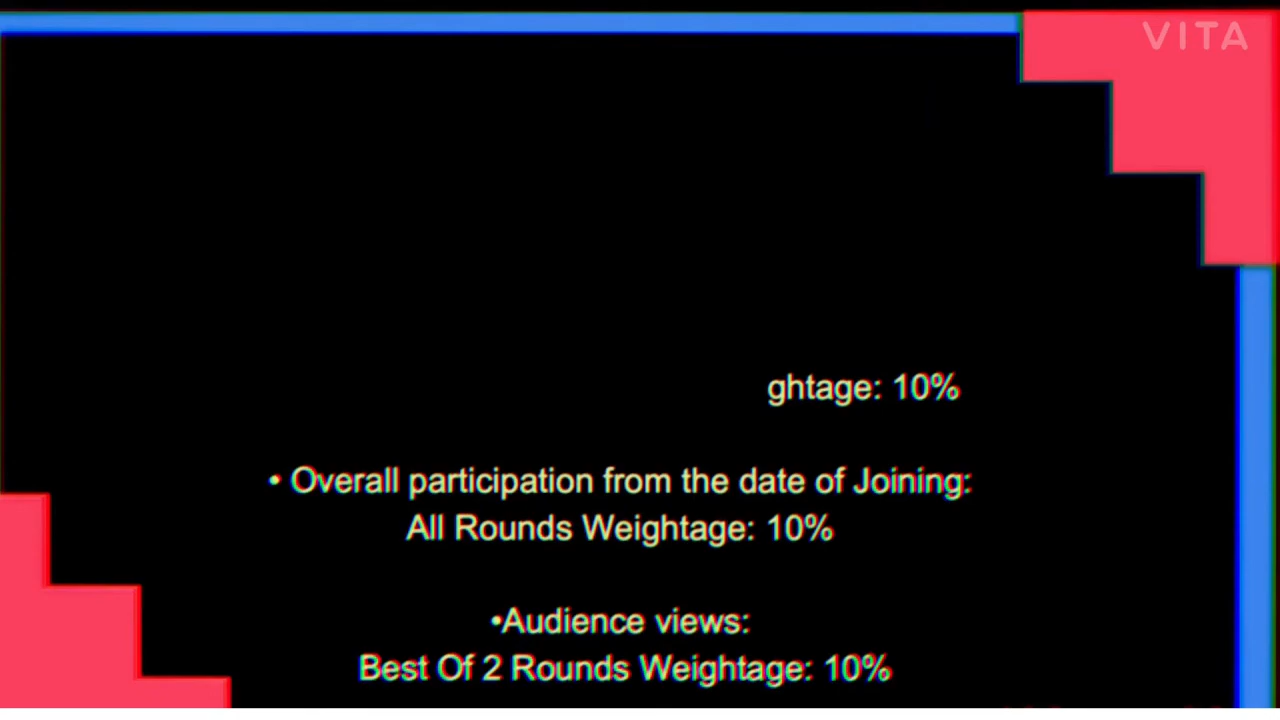 VITA
ghtage: 10%
• Overall participation from the date of Joining:
All Rounds Weightage: 10%
•Audience views:
Best Of 2 Rounds Weightage: 10%